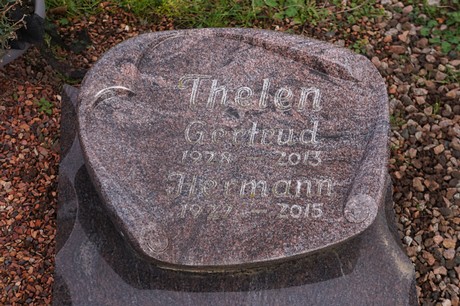 Thelen
Gertrud
1928 — 2013
Hermann
1927 — 2015